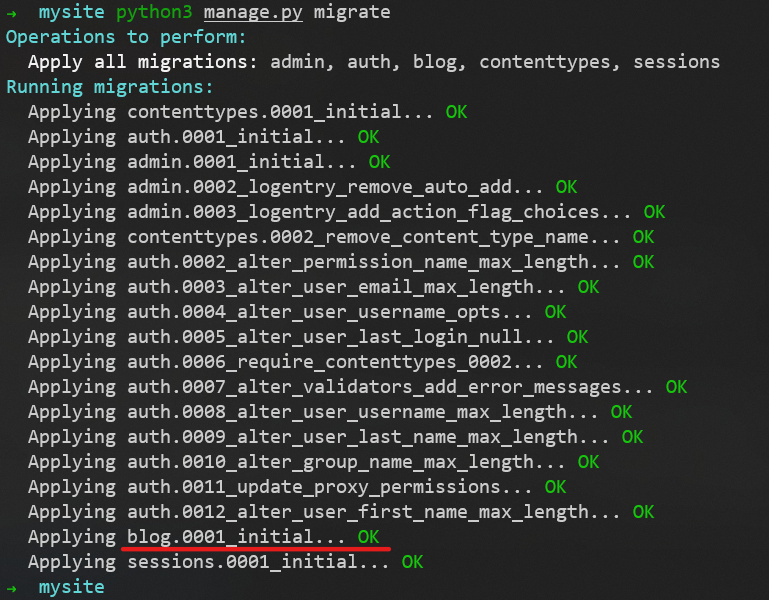 → mysite python3 manage.py migrate
Operations to perform:
  Apply all migrations: admin, auth, blog, contenttypes, sessions
Running migrations:
  Applying contenttypes.0001_initial... OK
  Applying auth.0001_initial... OK
  Applying admin.0001_initial... OK
  Applying admin.0002_logentry_remove_auto_add... OK
  Applying admin.0003_logentry_add_action_flag_choices... OK
  Applying contenttypes.0002_remove_content_type_name... OK
  Applying auth.0002_alter_permission_name_max_length... OK
  Applying auth.0003_alter_user_email_max_length... OK
  Applying auth.0004_alter_user_username_opts... OK
  Applying auth.0005_alter_user_last_login_null... OK
  Applying auth.0006_require_contenttypes_0002... OK
  Applying auth.0007_alter_validators_add_error_messages... OK
  Applying auth.0008_alter_user_username_max_length... OK
  Applying auth.0009_alter_user_last_name_max_length... OK
  Applying auth.0010_alter_group_name_max_length... OK
  Applying auth.0011_update_proxy_permissions... OK
  Applying auth.0012_alter_user_first_name_max_length... OK
  Applying blog.0001_initial... OK
  Applying sessions.0001_initial... OK
→ mysite